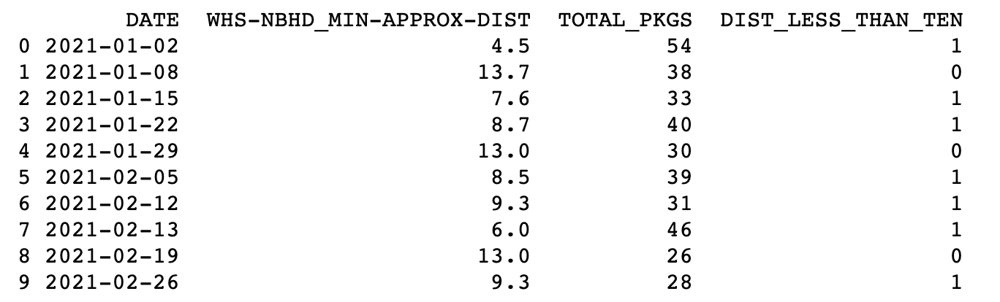 DATE WHS-NBHD_MIN-APPROX-DIST TOTAL_PKGS DIST_LESS_THAN_TEN
0 2021-01-02 4.5 54 1
1 2021-01-08 13.7 38 0
2 2021-01-15 7.6 33 1
3 2021-01-22 8.7 40 1
4 2021-01-29 13.0 30 0
5 2021-02-05 8.5 39 1
6 2021-02-12 9.3 31 1
7 2021-02-13 6.0 46 1
8 2021-02-19 13.0 26 0
9 2021-02-26 9.3 28 1